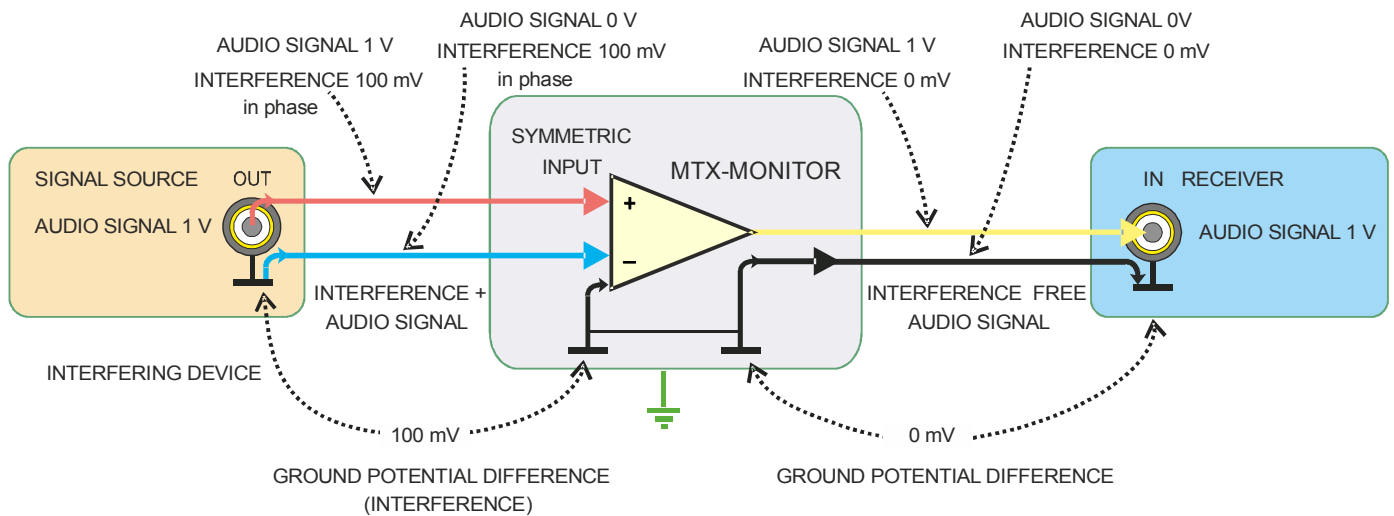 AUDIO SIGNAL 1 V
INTERFERENCE 100 mV
in phase
AUDIO SIGNAL 0 V
INTERFERENCE 100 mV
in phase
AUDIO SIGNAL 1 V
INTERFERENCE 0 mV
AUDIO SIGNAL 0V
INTERFERENCE 0 mV
SIGNAL SOURCE OUT
AUDIO SIGNAL 1 V
SYMMETRIC
INPUT
MTX-MONITOR
+
−
IN RECEIVER
AUDIO SIGNAL 1 V
INTERFERENCE +
AUDIO SIGNAL
INTERFERENCE FREE
AUDIO SIGNAL
INTERFERING DEVICE
100 mV
GROUND POTENTIAL DIFFERENCE
(INTERFERENCE)
0 mV
GROUND POTENTIAL DIFFERENCE